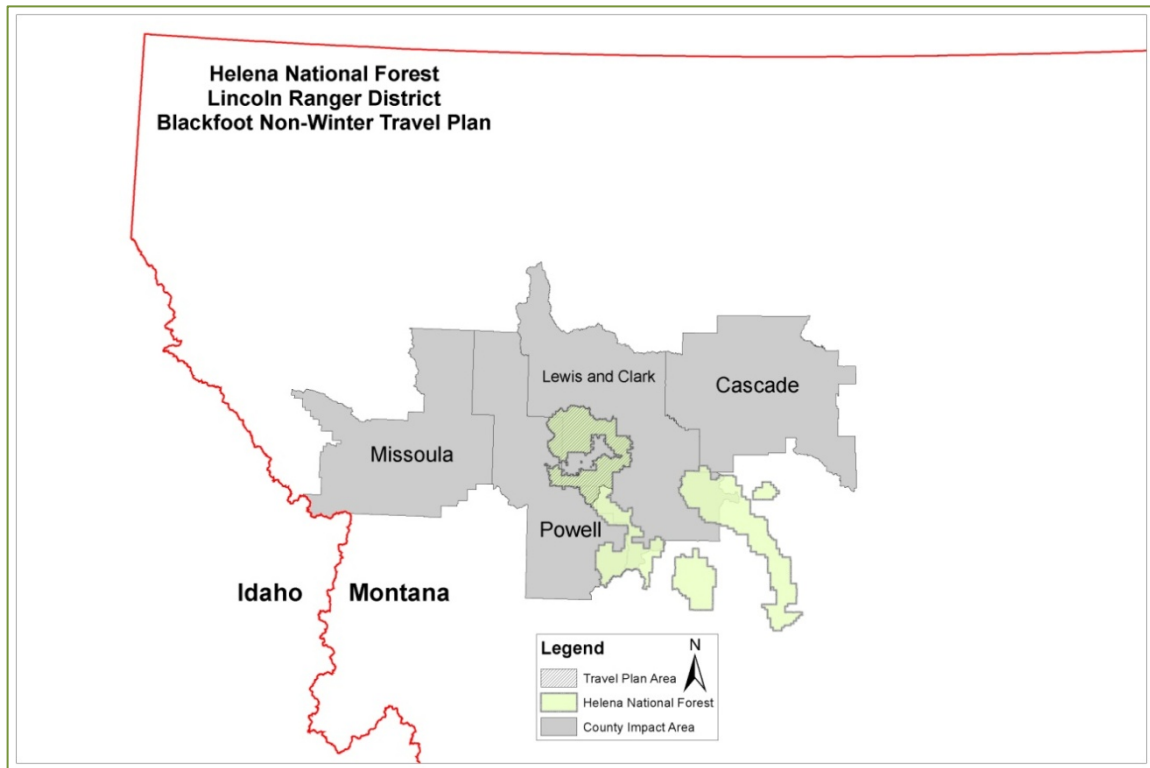 Helena National Forest
Lincoln Ranger District
Blackfoot Non-Winter Travel Plan
Lewis and Clark
Cascade
Missoula
Powell
Idaho
Montana
Legend
N
Travel Plan Area
Helena National Forest
County Impact Area